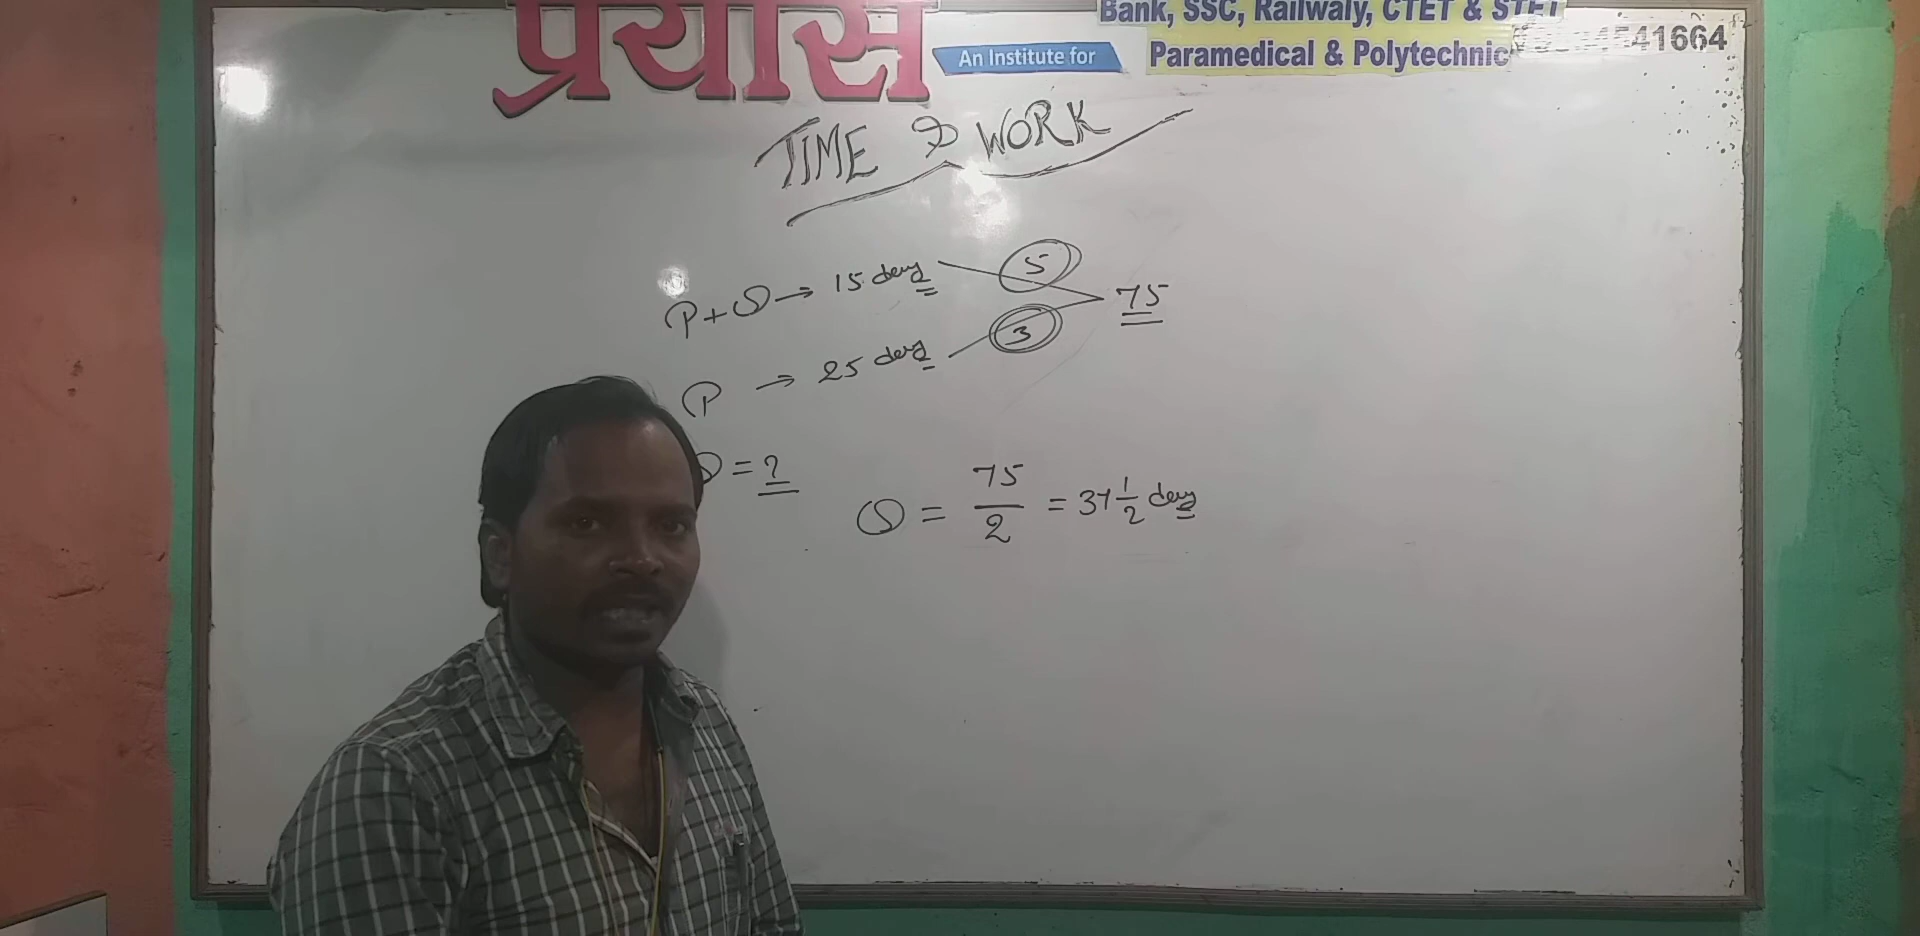 Bank, SSC, Railwaly, CTET & STET
प्रयास An Institute for Paramedical & Polytechnic 4541664
TIME & WORK
P+S → 15 days 5
75
P → 25 days 3
= ?
S = 75/2 = 37 1/2 days